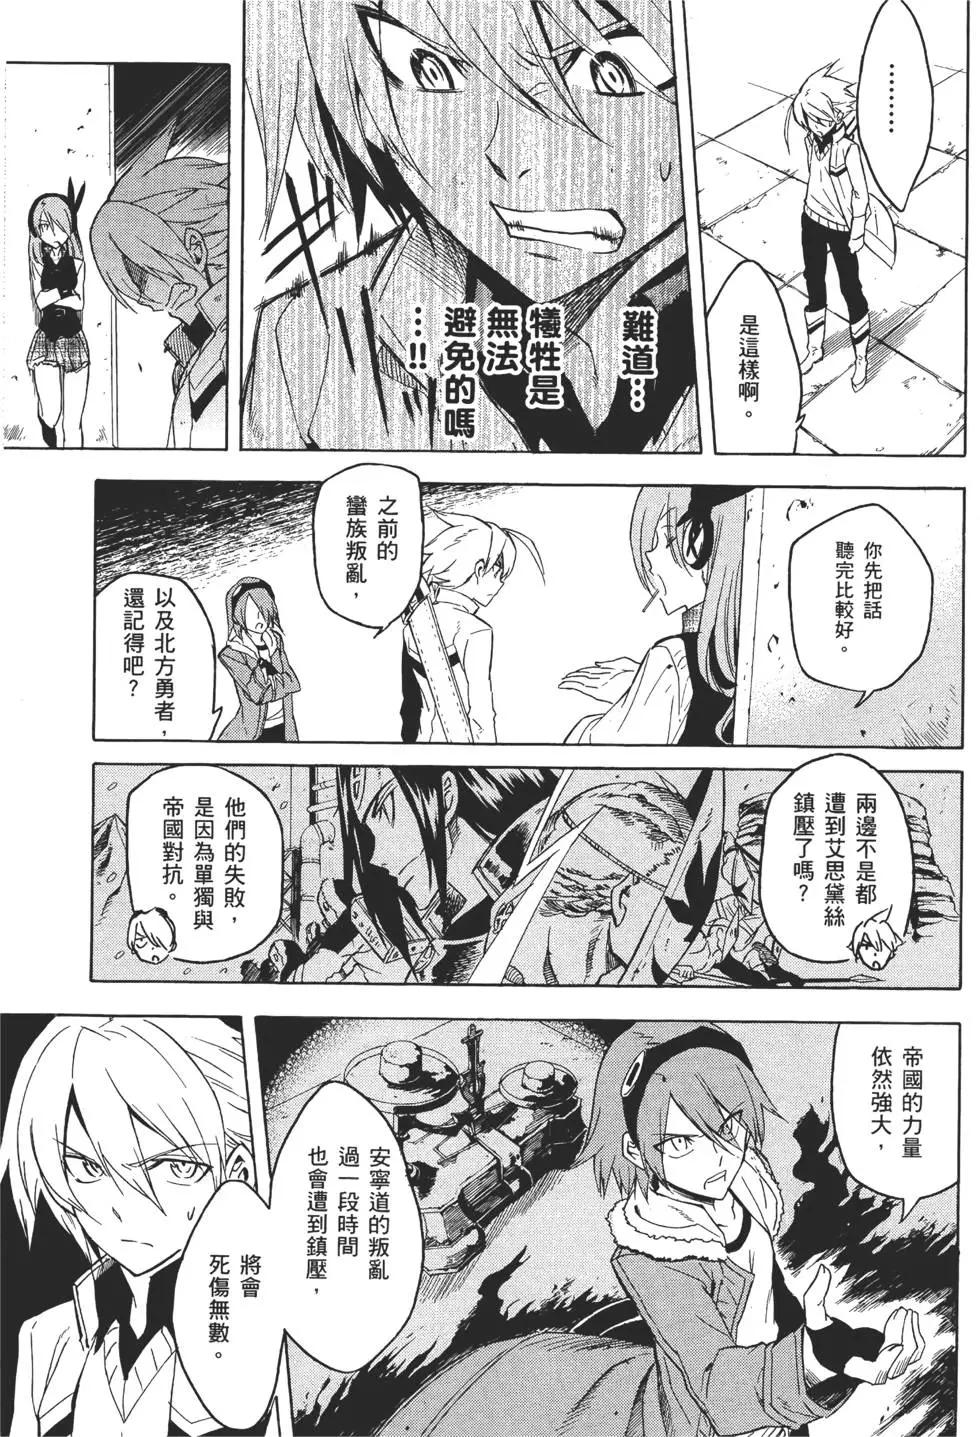 ………
是這樣啊。
難道…
犧牲是
無法
避免的嗎
…!!
你先把話
聽完比較好。
之前的
蠻族叛亂，
以及北方勇者，
還記得吧？
兩邊不是都
遭到艾思黛絲
鎮壓了嗎？
他們的失敗，
是因為單獨與
帝國對抗。
帝國的力量
依然強大，
安寧道的叛亂
過一段時間
也會遭到鎮壓，
將會
死傷無數。